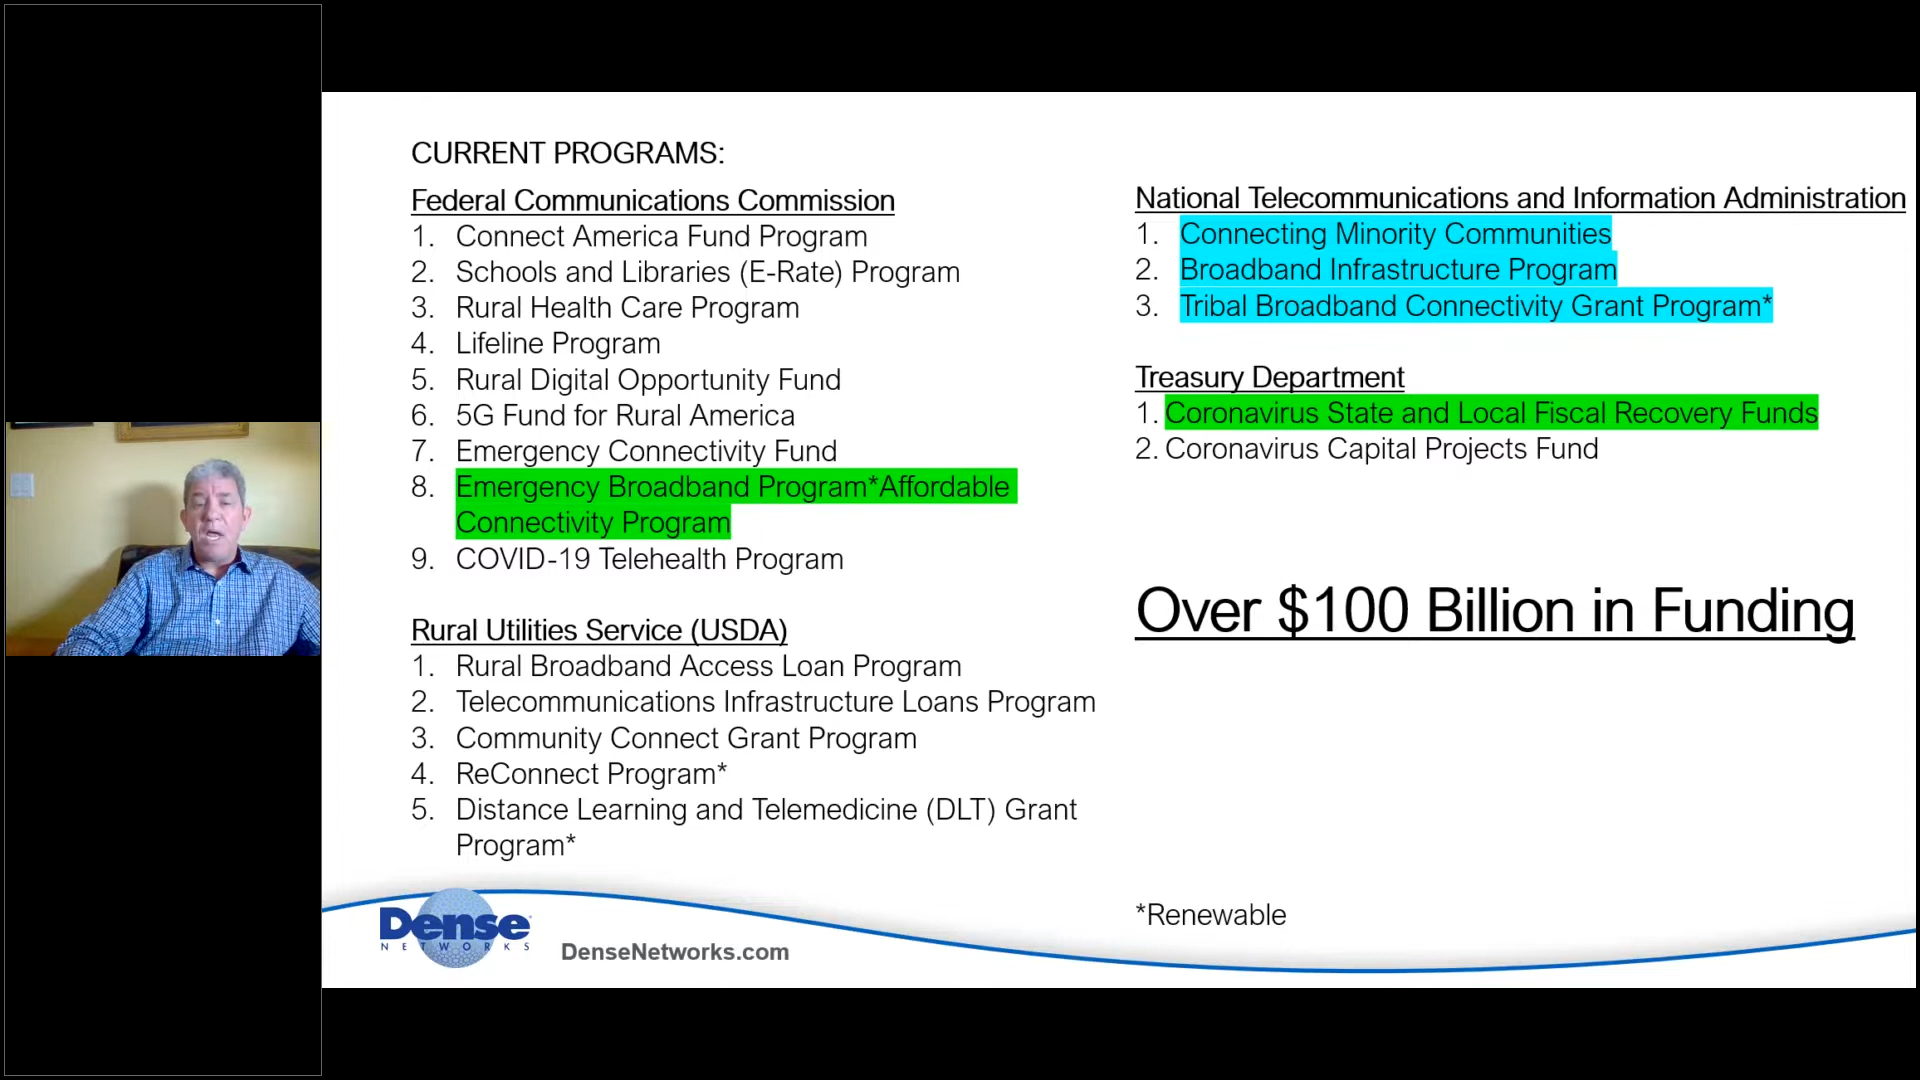 CURRENT PROGRAMS:
Federal Communications Commission
1. Connect America Fund Program
2. Schools and Libraries (E-Rate) Program
3. Rural Health Care Program
4. Lifeline Program
5. Rural Digital Opportunity Fund
6. 5G Fund for Rural America
7. Emergency Connectivity Fund
8. Emergency Broadband Program*Affordable
Connectivity Program
9. COVID-19 Telehealth Program
Rural Utilities Service (USDA)
1. Rural Broadband Access Loan Program
2. Telecommunications Infrastructure Loans Program
3. Community Connect Grant Program
4. ReConnect Program*
5. Distance Learning and Telemedicine (DLT) Grant
Program*
National Telecommunications and Information Administration
1. Connecting Minority Communities
2. Broadband Infrastructure Program
3. Tribal Broadband Connectivity Grant Program*
Treasury Department
1. Coronavirus State and Local Fiscal Recovery Funds
2. Coronavirus Capital Projects Fund
Over $100 Billion in Funding
*Renewable
Dense
NETWORKS
DenseNetworks.com